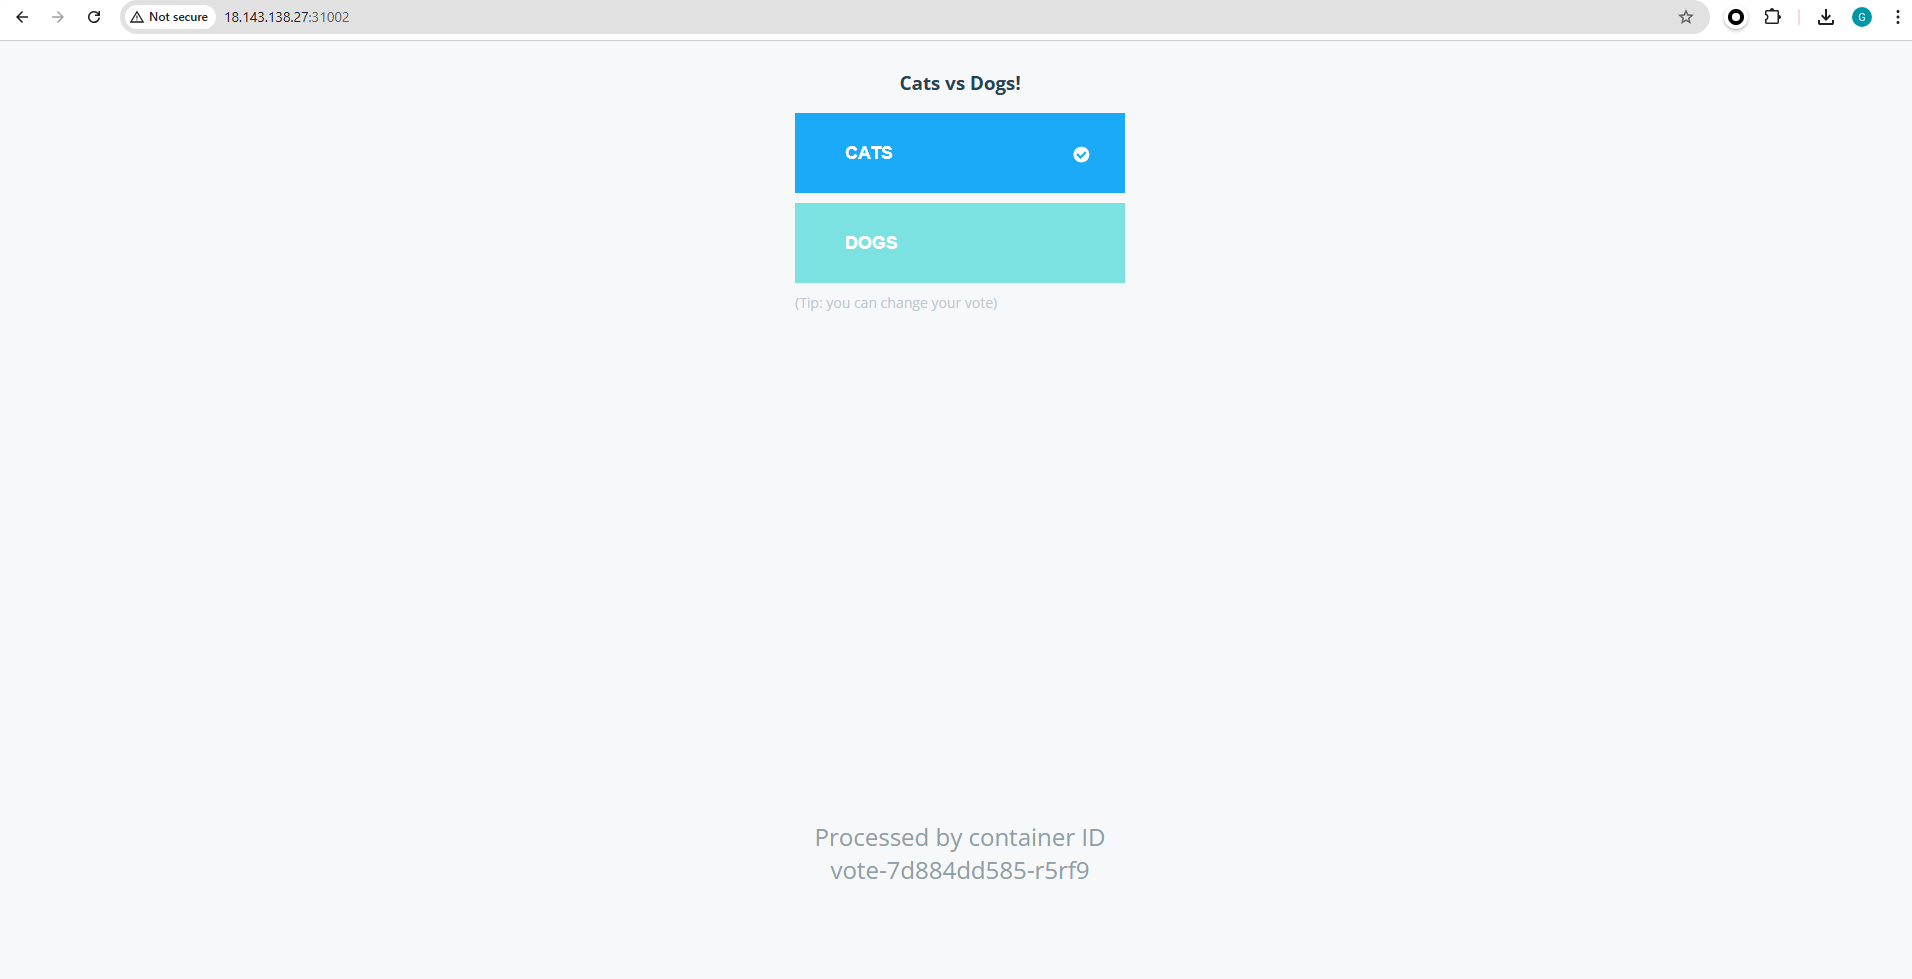 Not secure
18.143.138.27:31002
G
Cats vs Dogs!
CATS
DOGS
(Tip: you can change your vote)
Processed by container ID
vote-7d884dd585-r5rf9